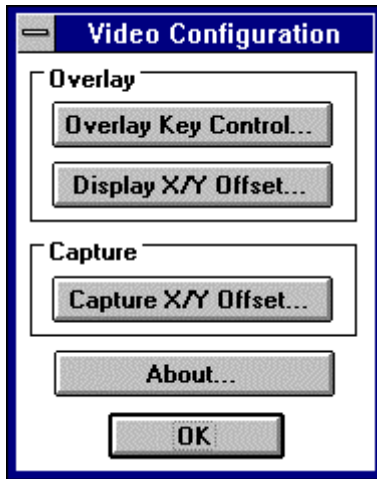 Video Configuration
Overlay
Overlay Key Control...
Display X/Y Offset...
Capture
Capture X/Y Offset...
About...
OK